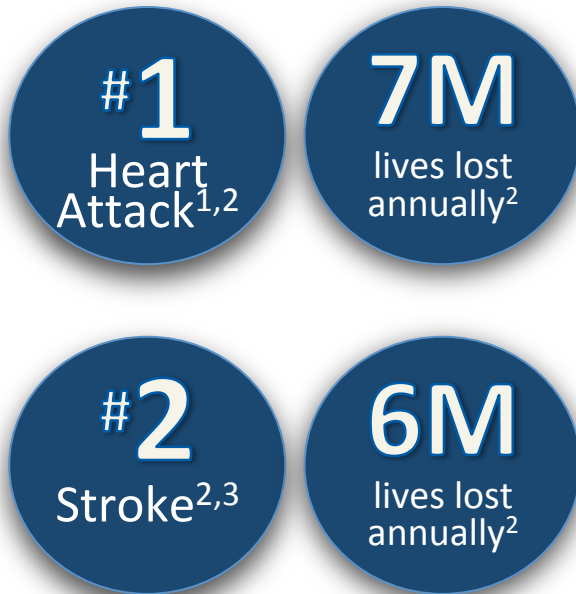 #1
Heart
Attack1,2
7M
lives lost
annually2
#2
Stroke2,3
6M
lives lost
annually2